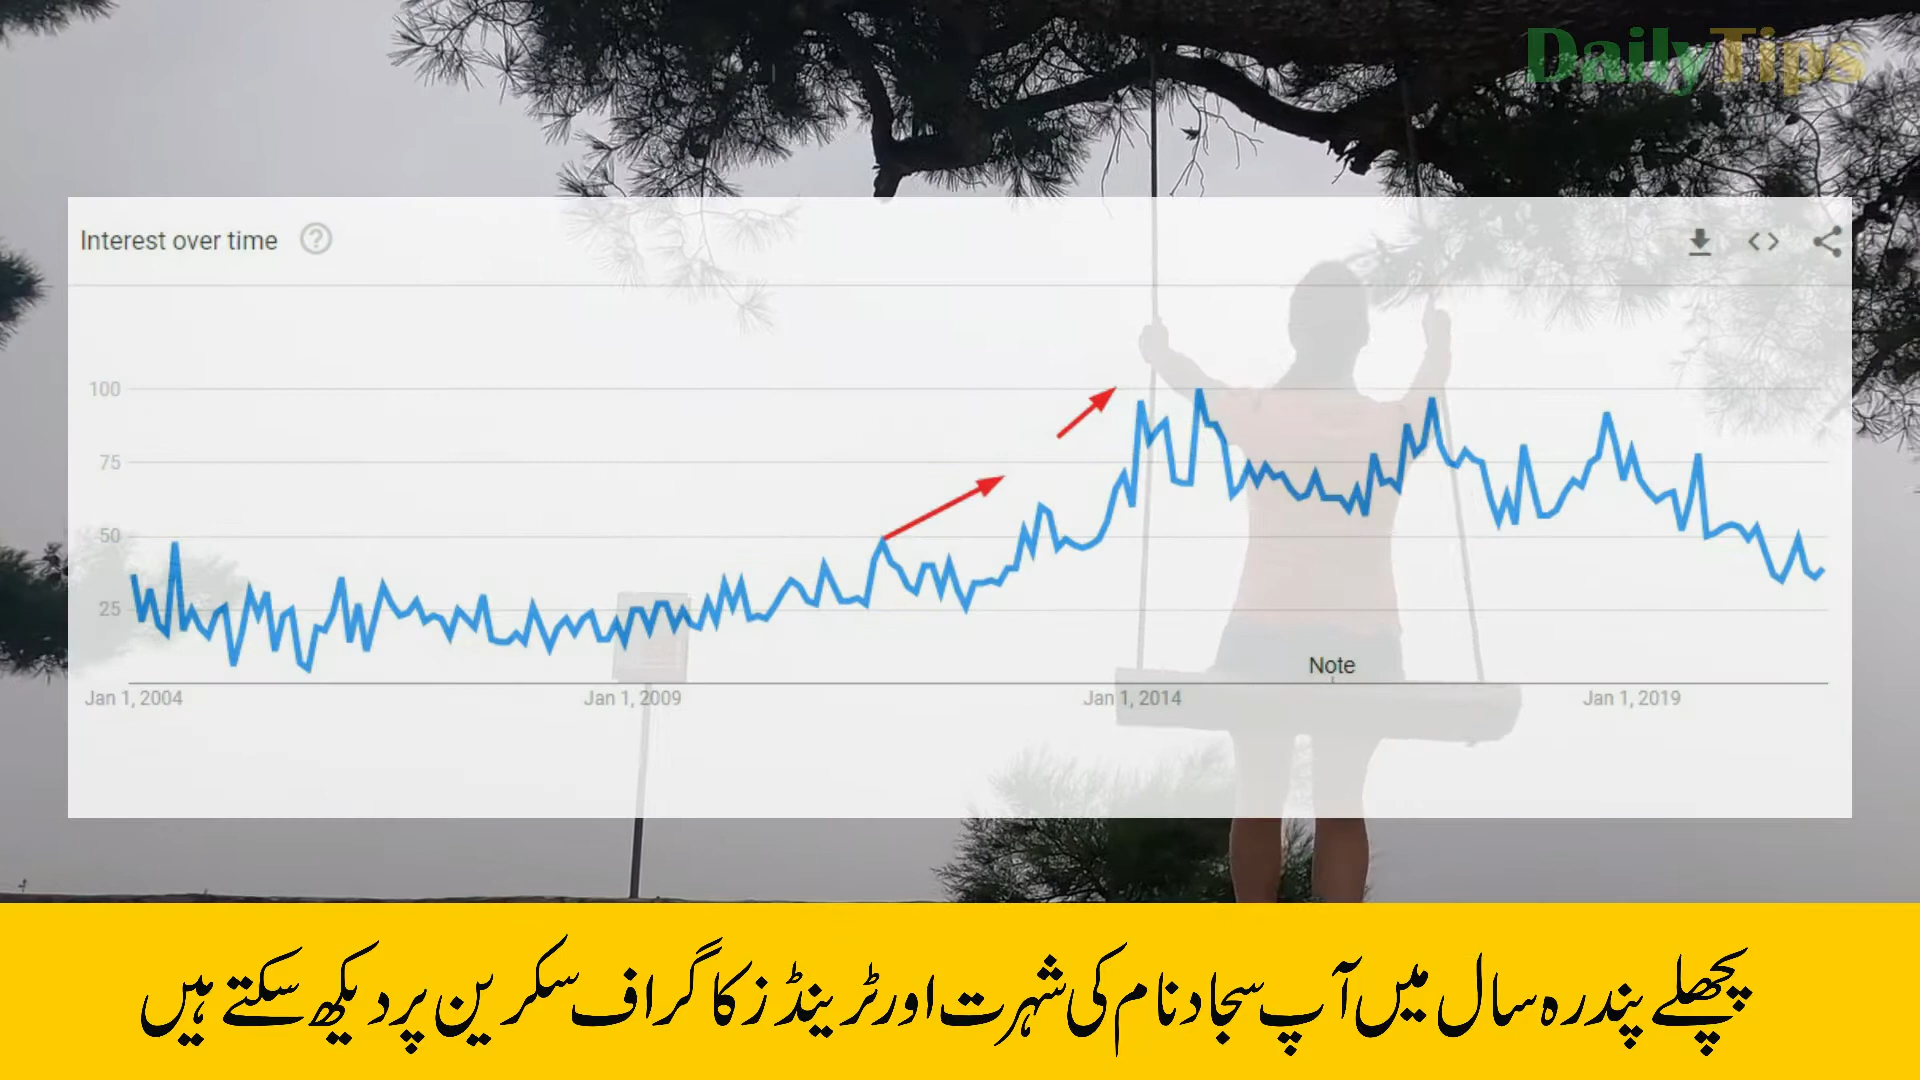 DailyTips
Interest over time ?
100
75
50
25
Note
Jan 1, 2004 Jan 1, 2009 Jan 1, 2014 Jan 1, 2019
پچھلے پندرہ سال میں آپ سجاد نام کی شہرت اور ٹرینڈز کا گراف سکرین پر دیکھ سکتے ہیں